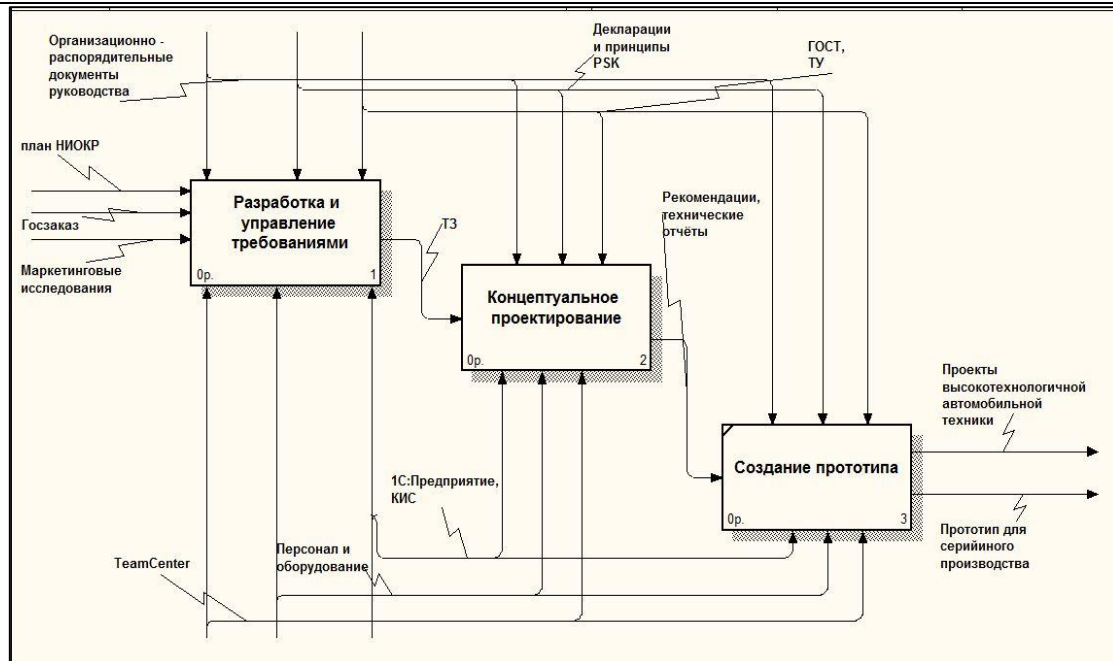 Организационно -
распорядительные
документы
руководства
Декларации
и принципы
PSK
ГОСТ,
ТУ
план НИОКР
Госзаказ
Маркетинговые
исследования
Разработка и
управление
требованиями
0р.
1
ТЗ
Рекомендации,
технические
отчёты
Концептуальное
проектирование
0р.
2
Проекты
высокотехнологичной
автомобильной
техники
Создание прототипа
0р.
3
Прототип для
серийного
производства
1С:Предприятие,
КИС
Персонал и
оборудование
TeamCenter